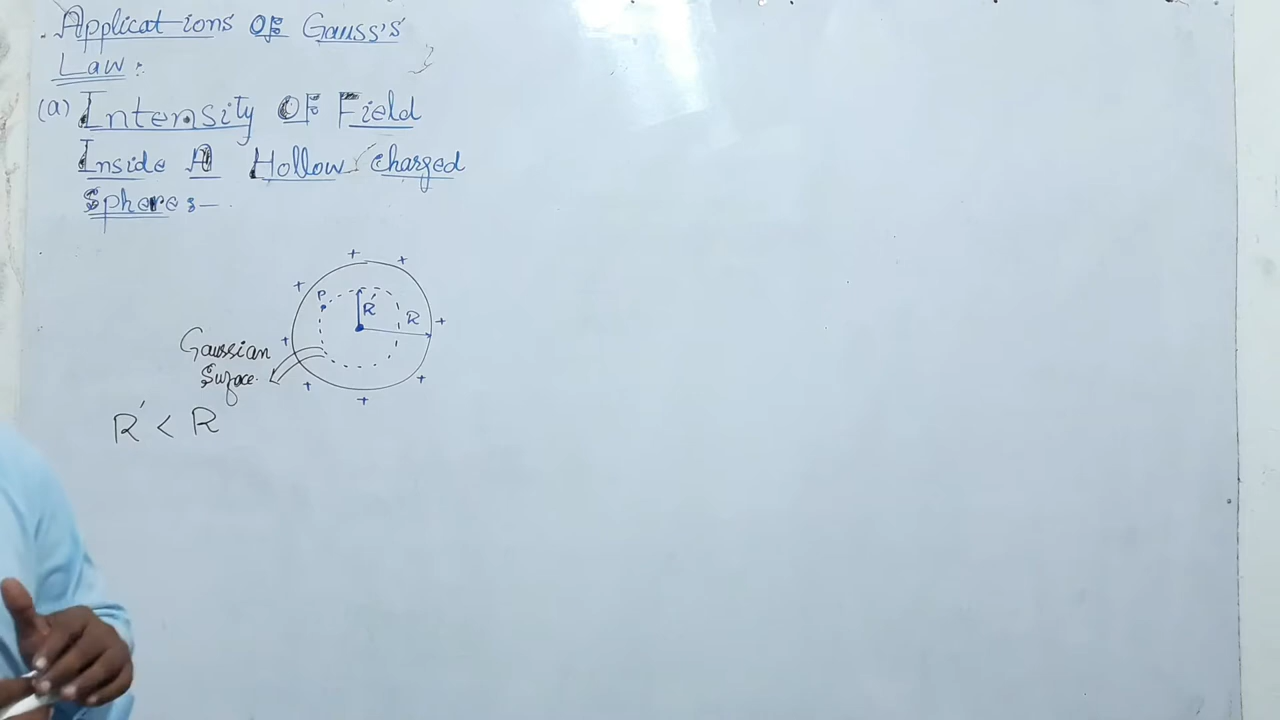 . Applications OF Gauss's
Law:
(a) Intensity OF Field
Inside A Hollow charged
Sphere:-
+ +
+
P
R'
R
+
+
Gaussian
Surface.
+
+
+
R' < R